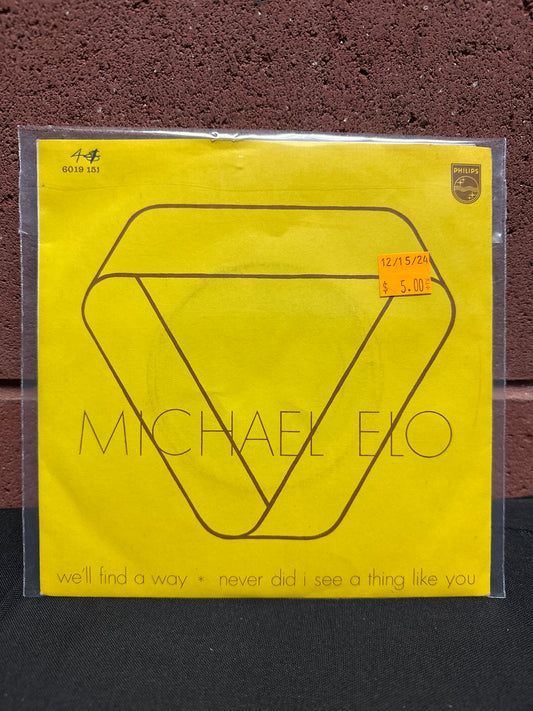 6019 151
PHILIPS
12/15/24
$ 5.00
MICHAEL ELO
we'll find a way * never did i see a thing like you